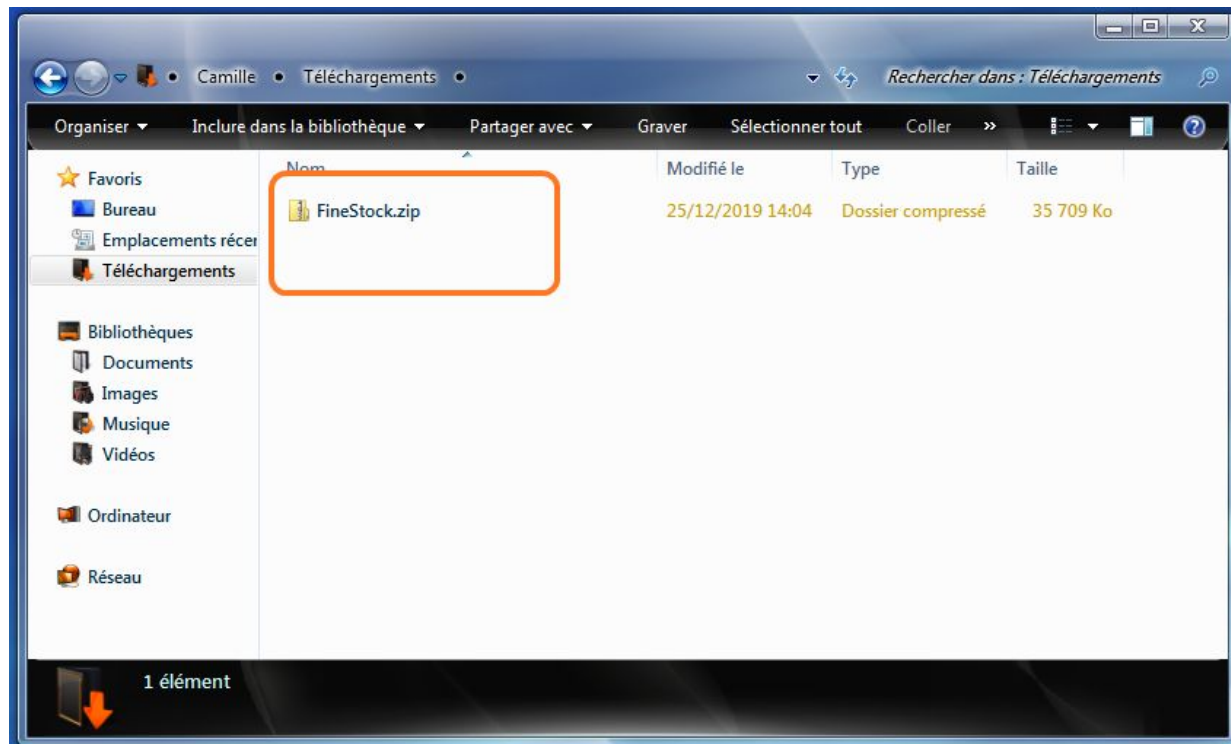 Camille • Téléchargements •
Rechercher dans : Téléchargements
Organiser Inclure dans la bibliothèque Partager avec Graver Sélectionner tout Coller »
Favoris
Bureau
Emplacements récer
Téléchargements
Bibliothèques
Documents
Images
Musique
Vidéos
Ordinateur
Réseau
Nom Modifié le Type Taille
FineStock.zip 25/12/2019 14:04 Dossier compressé 35 709 Ko
1 élément